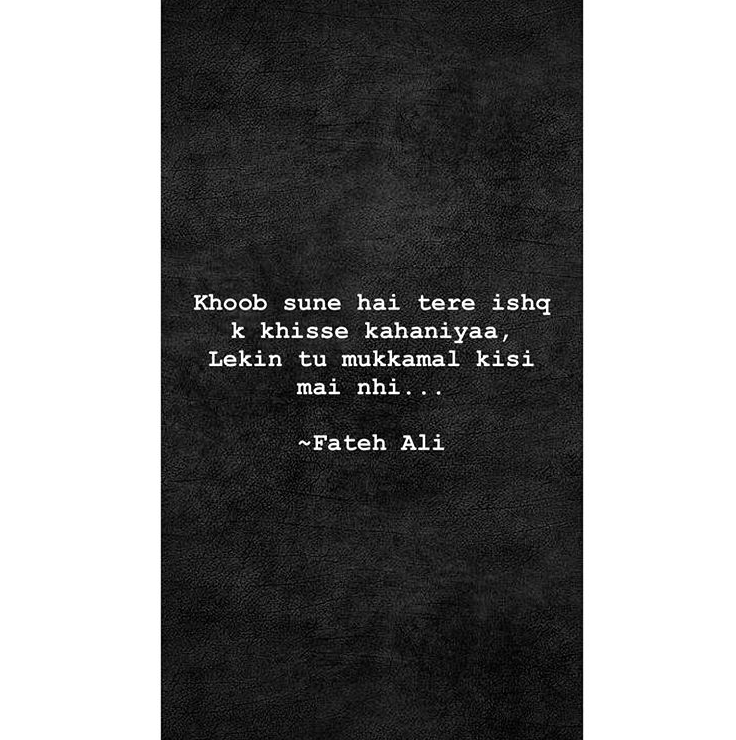 Khoob sune hai tere ishq
k khisse kahaniyaa,
Lekin tu mukkamal kisi
mai nhi...
~Fateh Ali